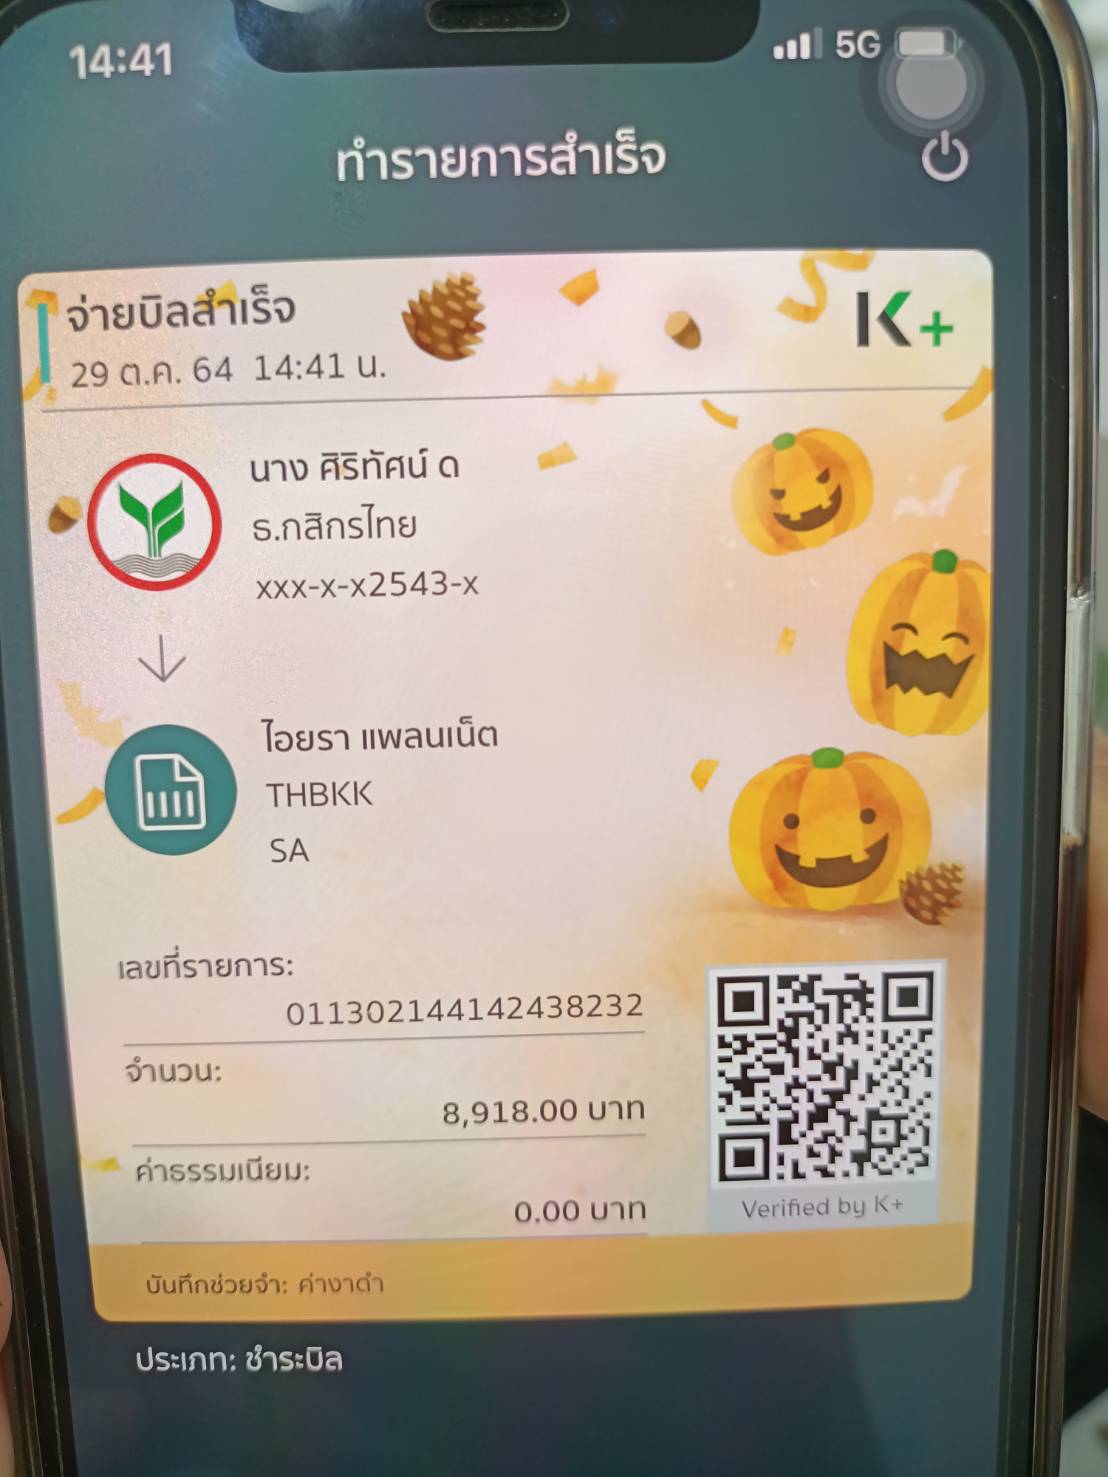 14:41
5G
ทำรายการสำเร็จ
จ่ายบิลสำเร็จ
29 ต.ค. 64 14:41 น.
K+
นาง ศิริทัศน์ ด
ธ.กสิกรไทย
xxx-x-x2543-x
ไอยรา แพลนเน็ต
THBKK
SA
เลขที่รายการ:
011302144142438232
จำนวน:
8,918.00 บาท
ค่าธรรมเนียม:
0.00 บาท
Verified by K+
บันทึกช่วยจำ: ค่างาดำ
ประเภท: ชำระบิล